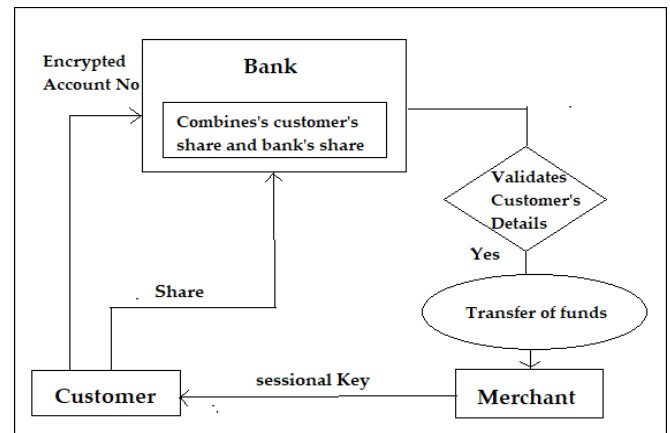 Encrypted
Account No
Bank
Combines's customer's
share and bank's share
Validates
Customer's
Details
Yes
Share
Transfer of funds
sessional Key
Customer
Merchant